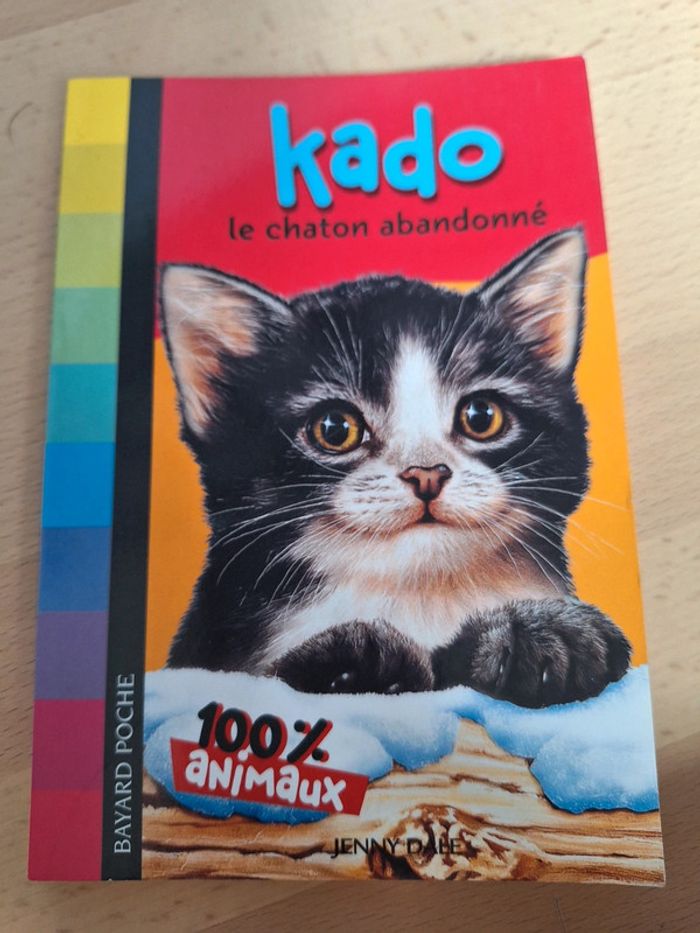 kado
le chaton abandonné
100%
animaux
JENNY DALE
BAYARD POCHE